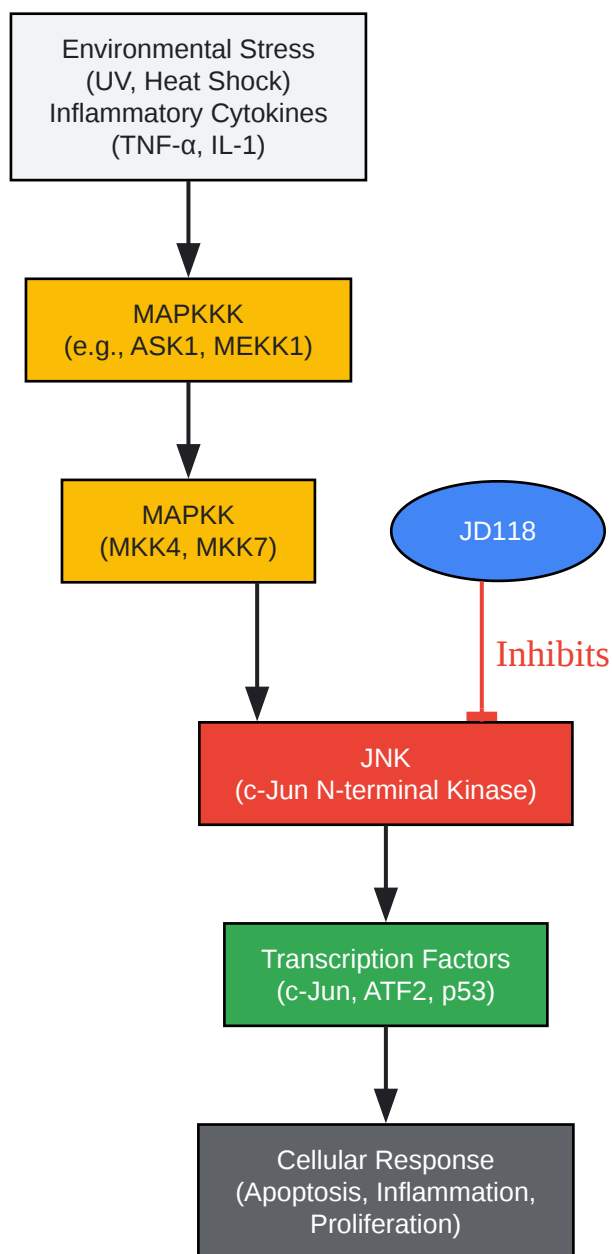 Environmental Stress
(UV, Heat Shock)
Inflammatory Cytokines
(TNF-α, IL-1)
MAPKKK
(e.g., ASK1, MEKK1)
MAPKK
(MKK4, MKK7)
JD118
Inhibits
JNK
(c-Jun N-terminal Kinase)
Transcription Factors
(c-Jun, ATF2, p53)
Cellular Response
(Apoptosis, Inflammation,
Proliferation)